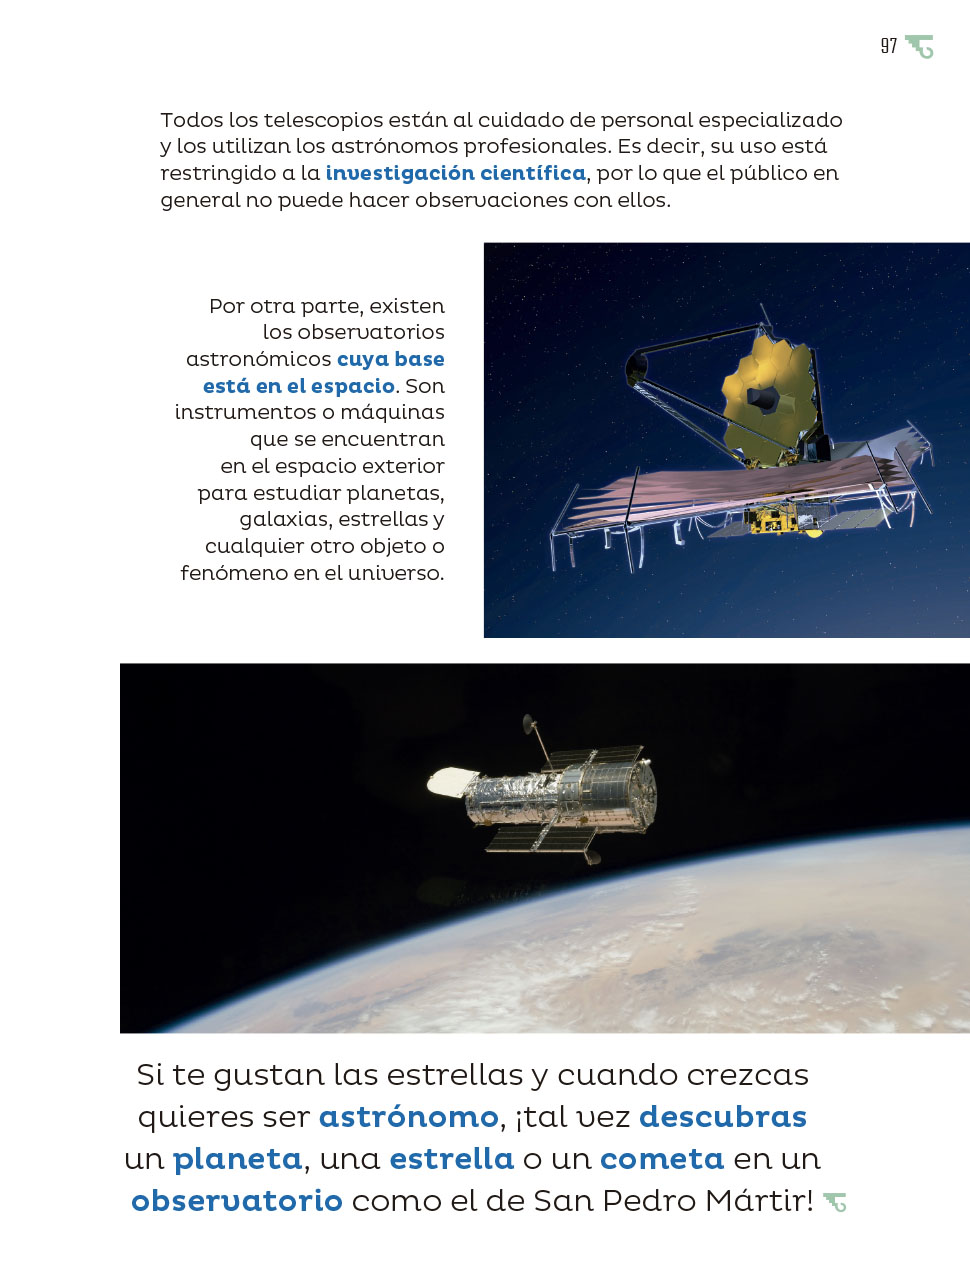 97
Todos los telescopios están al cuidado de personal especializado
y los utilizan los astrónomos profesionales. Es decir, su uso está
restringido a la investigación científica, por lo que el público en
general no puede hacer observaciones con ellos.
Por otra parte, existen
los observatorios
astronómicos cuya base
está en el espacio. Son
instrumentos o máquinas
que se encuentran
en el espacio exterior
para estudiar planetas,
galaxias, estrellas y
cualquier otro objeto o
fenómeno en el universo.
Si te gustan las estrellas y cuando crezcas
quieres ser astrónomo, ¡tal vez descubras
un planeta, una estrella o un cometa en un
observatorio como el de San Pedro Mártir!